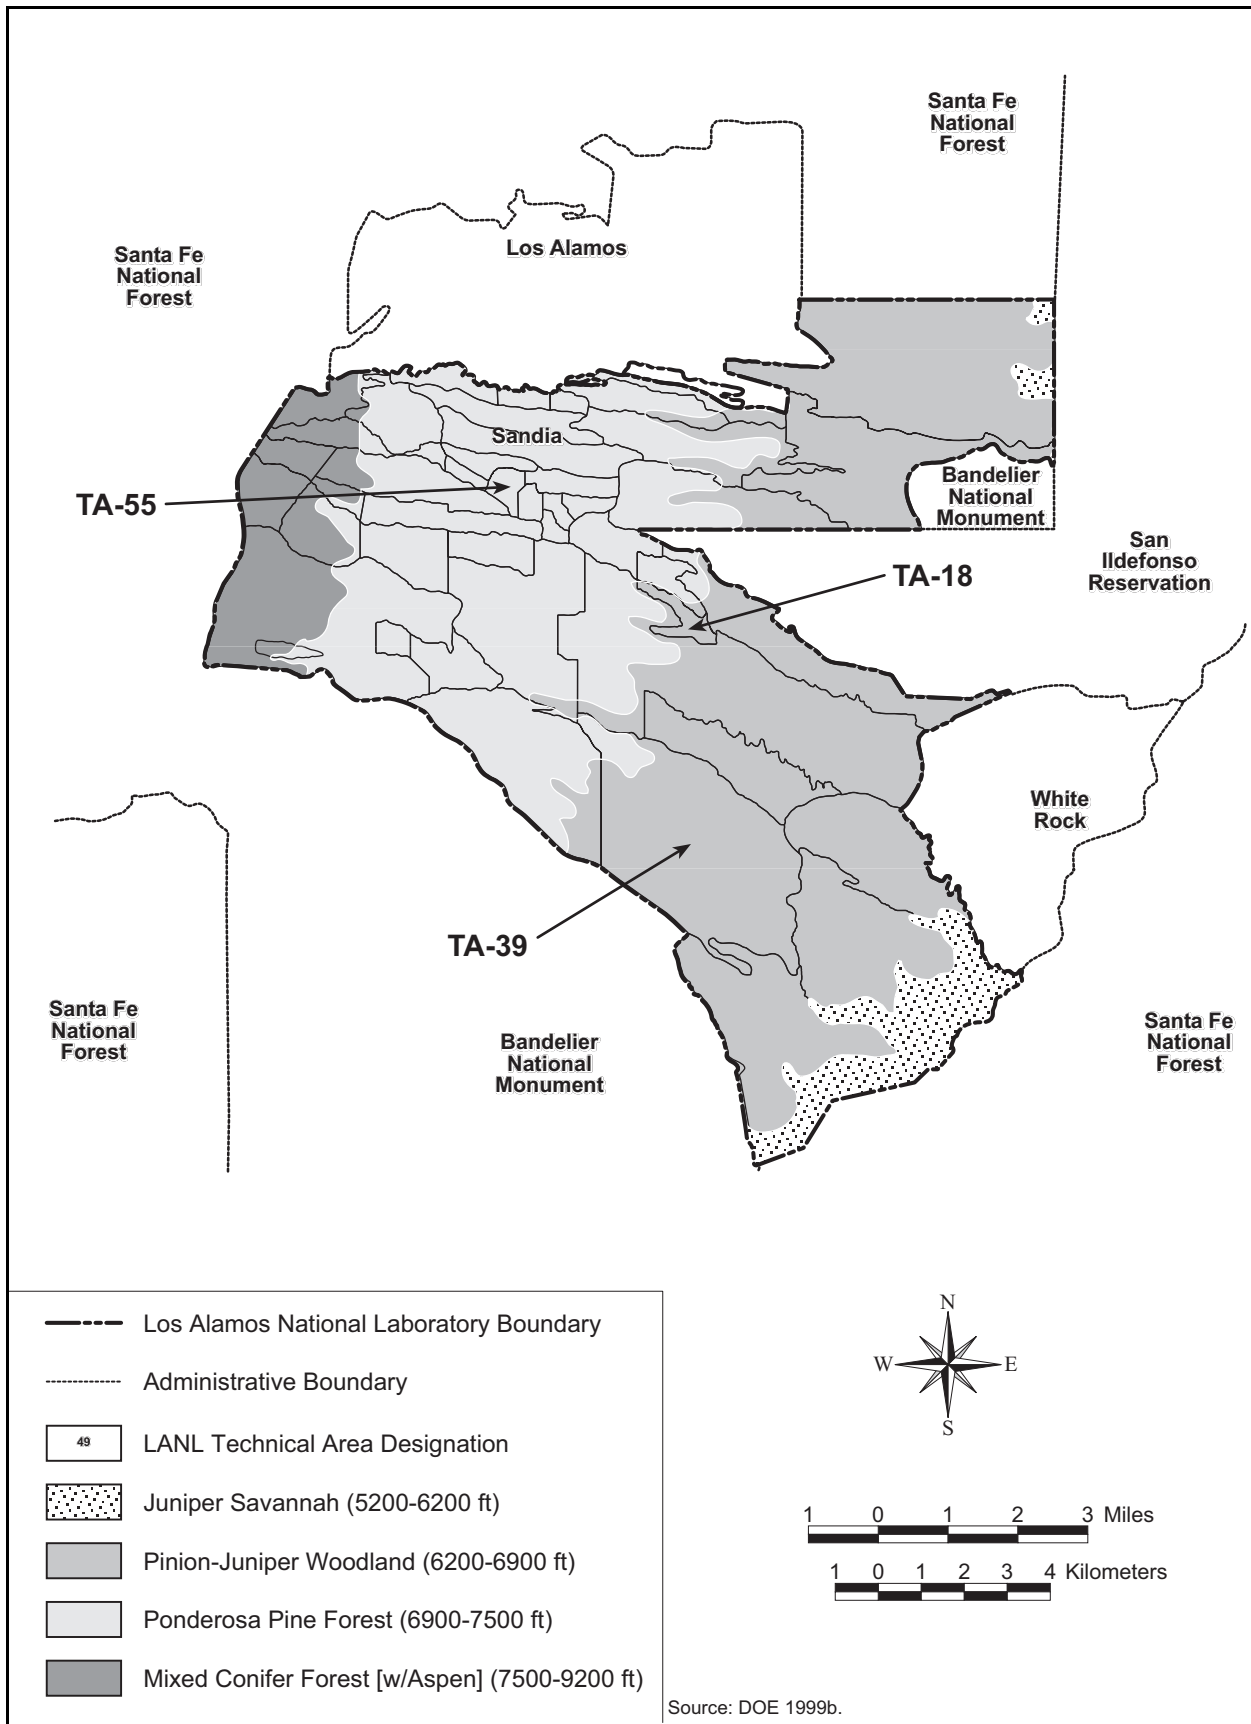 Santa Fe
National
Forest
Los Alamos
Santa Fe
National
Forest
Sandia
Bandelier
National
Monument
TA-55
San
Ildefonso
Reservation
TA-18
White
Rock
TA-39
Santa Fe
National
Forest
Bandelier
National
Monument
Santa Fe
National
Forest
Los Alamos National Laboratory Boundary
Administrative Boundary
49 LANL Technical Area Designation
Juniper Savannah (5200-6200 ft)
Pinion-Juniper Woodland (6200-6900 ft)
Ponderosa Pine Forest (6900-7500 ft)
Mixed Conifer Forest [w/Aspen] (7500-9200 ft)
N
W E
S
1 0 1 2 3 Miles
1 0 1 2 3 4 Kilometers
Source: DOE 1999b.